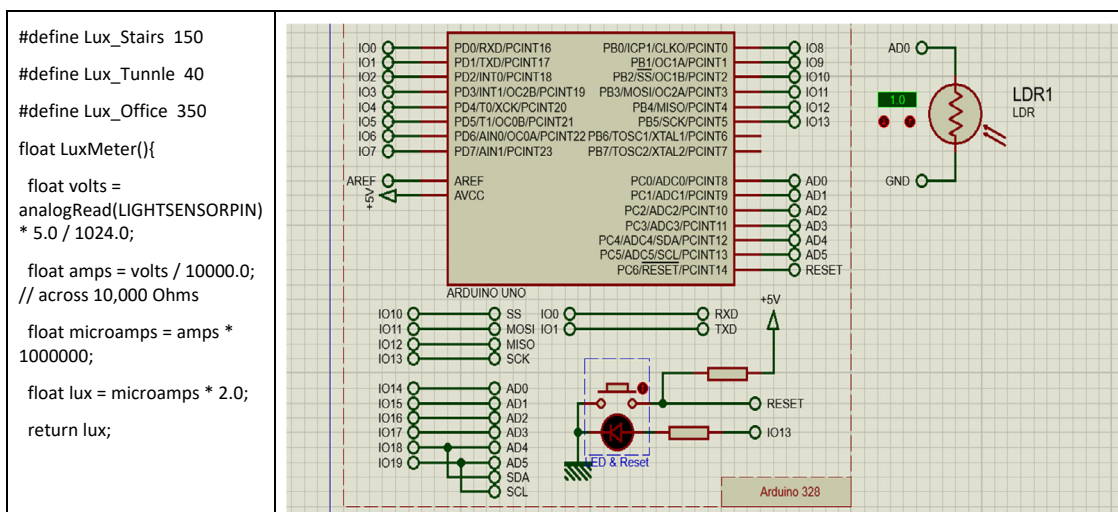 #define Lux_Stairs 150
#define Lux_Tunnle 40
#define Lux_Office 350
float LuxMeter(){
float volts =
analogRead(LIGHTSENSORPIN)
* 5.0 / 1024.0;
float amps = volts / 10000.0;
// across 10,000 Ohms
float microamps = amps *
1000000;
float lux = microamps * 2.0;
return lux;
IO0 PD0/RXD/PCINT16 PB0/ICP1/CLKO/PCINT0 IO8
IO1 PD1/TXD/PCINT17 PB1/OC1A/PCINT1 IO9
IO2 PD2/INT0/PCINT18 PB2/SS/OC1B/PCINT2 IO10
IO3 PD3/INT1/OC2B/PCINT19 PB3/MOSI/OC2A/PCINT3 IO11
IO4 PD4/T0/XCK/PCINT20 PB4/MISO/PCINT4 IO12
IO5 PD5/T1/OC0B/PCINT21 PB5/SCK/PCINT5 IO13
IO6 PD6/AIN0/OC0A/PCINT22 PB6/TOSC1/XTAL1/PCINT6
IO7 PD7/AIN1/PCINT23 PB7/TOSC2/XTAL2/PCINT7
AREF AREF PC0/ADC0/PCINT8 AD0
+5V AVCC PC1/ADC1/PCINT9 AD1
PC2/ADC2/PCINT10 AD2
PC3/ADC3/PCINT11 AD3
PC4/ADC4/SDA/PCINT12 AD4
PC5/ADC5/SCL/PCINT13 AD5
PC6/RESET/PCINT14 RESET
ARDUINO UNO
AD0
1.0
LDR1
LDR
GND
IO10 SS
IO11 MOSI
IO12 MISO
IO13 SCK
IO0 RXD
IO1 TXD
+5V
IO14 AD0
IO15 AD1
IO16 AD2
IO17 AD3
IO18 AD4
IO19 AD5
SDA
SCL
RESET
IO13
ED & Reset
Arduino 328